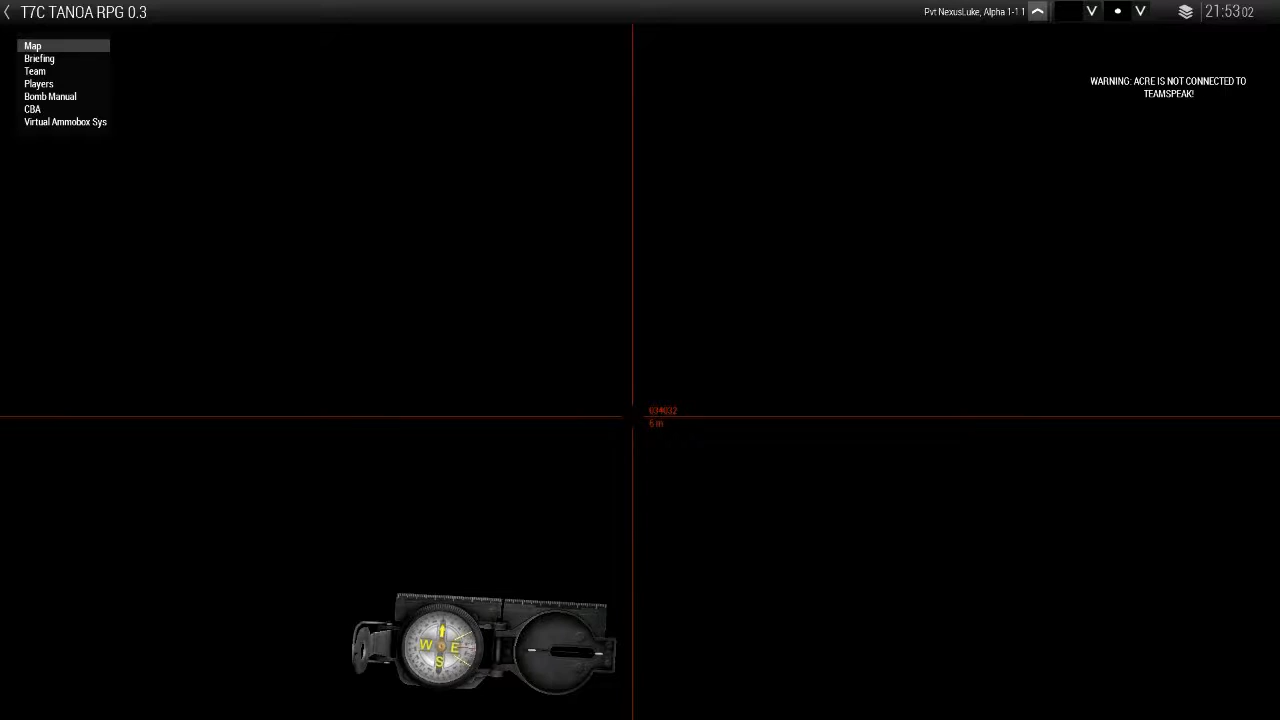 T7C TANOA RPG 0.3
Pvt NexusLuke, Alpha 1-1 1
21:53 02
Map
Briefing
Team
Players
Bomb Manual
CBA
Virtual Ammobox Sys
WARNING: ACRE IS NOT CONNECTED TO
TEAMSPEAK!
034032
6 m
W E
S